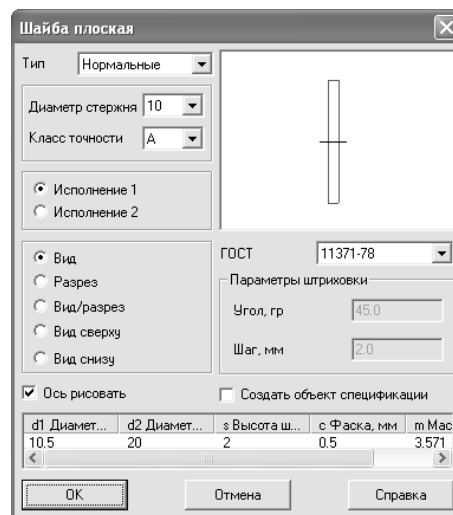 Шайба плоская
Тип Нормальные
Диаметр стержня 10
Класс точности А
Исполнение 1
Исполнение 2
Вид
Разрез
Вид/разрез
Вид сверху
Вид снизу
ГОСТ 11371-78
Параметры штриховки
Угол, гр 45.0
Шаг, мм 2.0
Ось рисовать
Создать объект спецификации
d1 Диамет... d2 Диамет... s Высота ш... c Фаска, мм m Мас
10.5 20 2 0.5 3.571
OK Отмена Справка